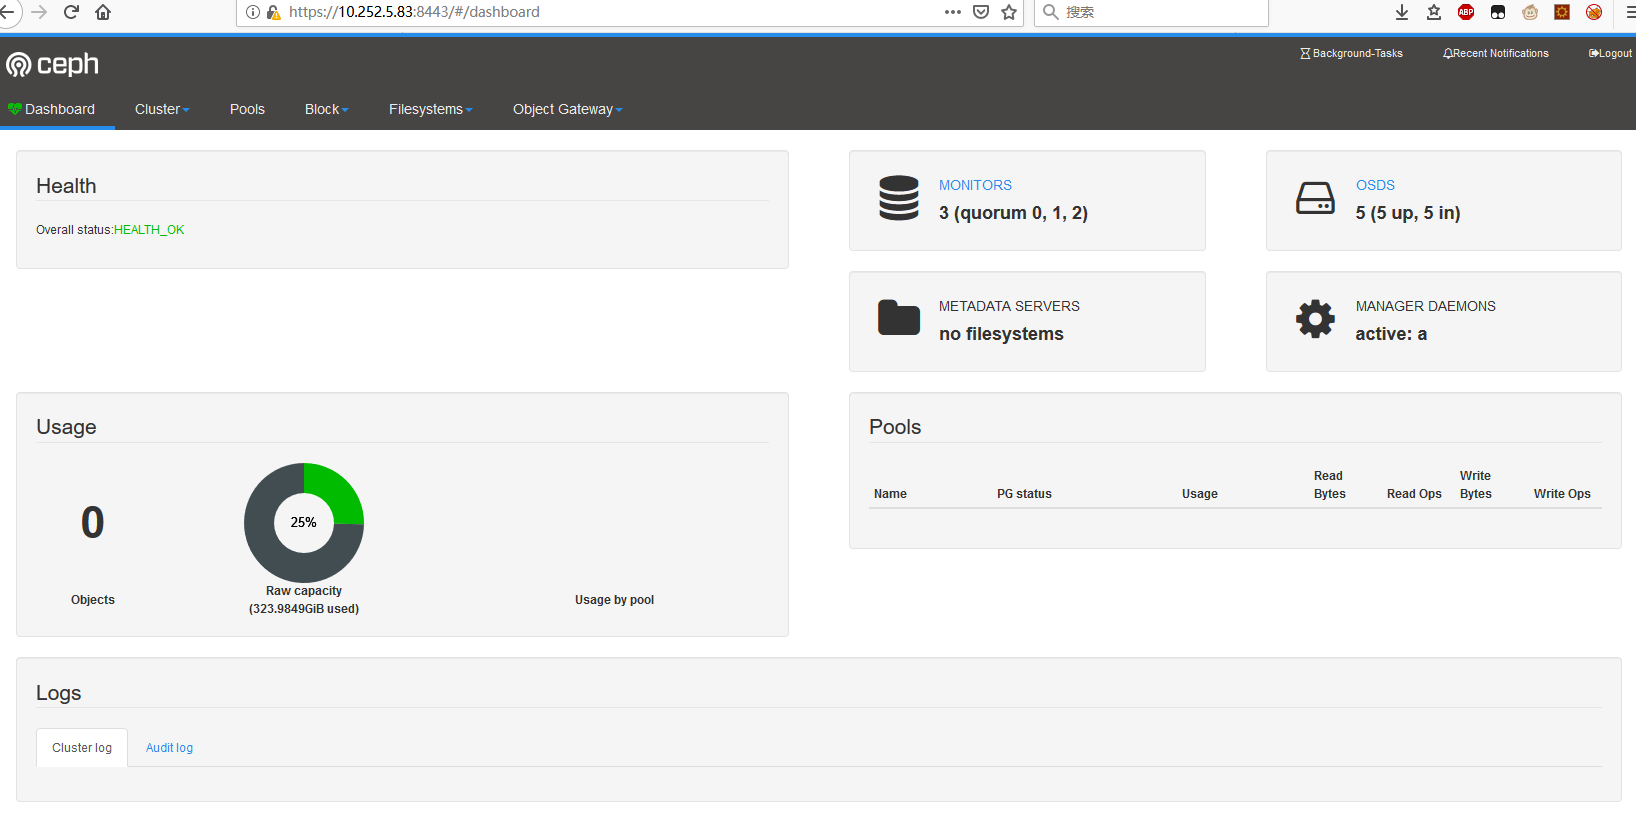 https://10.252.5.83:8443/#/dashboard
搜索
ABP
ceph
Background-Tasks
Recent Notifications
Logout
Dashboard
Cluster
Pools
Block
Filesystems
Object Gateway
Health
Overall status:HEALTH_OK
MONITORS
3 (quorum 0, 1, 2)
OSDS
5 (5 up, 5 in)
METADATA SERVERS
no filesystems
MANAGER DAEMONS
active: a
Usage
0
Objects
25%
Raw capacity
(323.9849GiB used)
Usage by pool
Pools
Name
PG status
Usage
Read
Bytes
Read Ops
Write
Bytes
Write Ops
Logs
Cluster log
Audit log